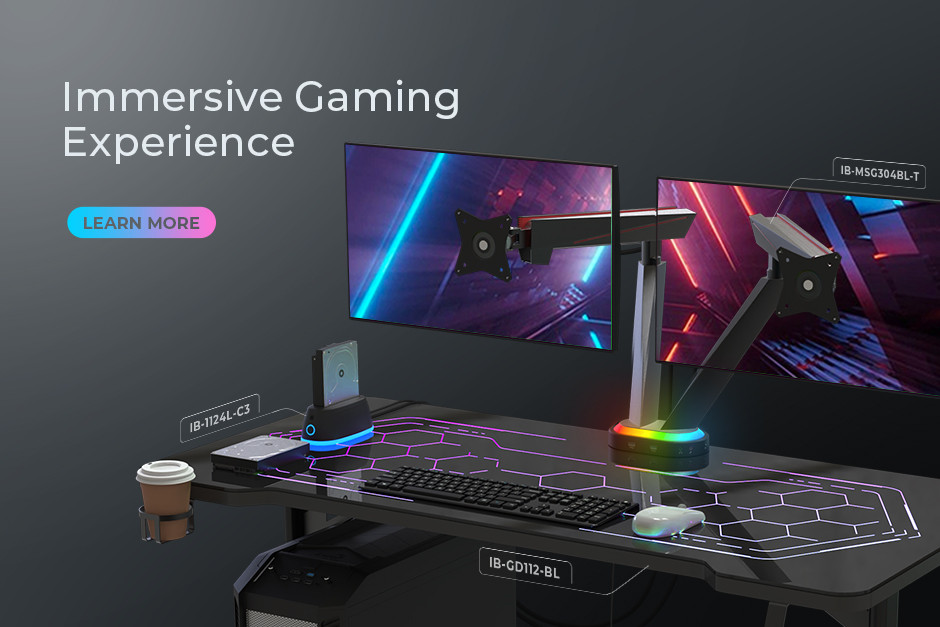 Immersive Gaming
Experience
LEARN MORE
IB-MSG304BL-T
IB-1124L-C3
IB-GD112-BL